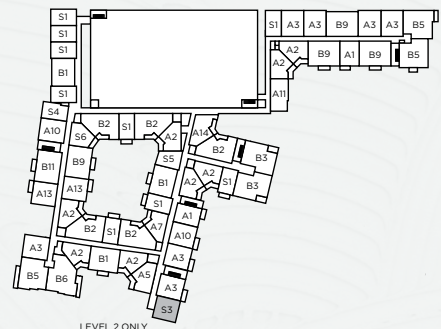 S1 S1 A3 A3 B9 A3 A3 B5
S1
S1 A2 B9 A1 B9 B5
B1 A2
S1 A11
S4 B2 S1 B2 A14
A10 S6 A2 B2 B3
B11 B9 S5
A13 A13 B1 A2 A2 S1 B3
A2 S1 A1
B2 S1 B2 A7 A10
A3 A2 B1 A2 A3
B5 B6 A5 A3
S3
LEVEL 2 ONLY